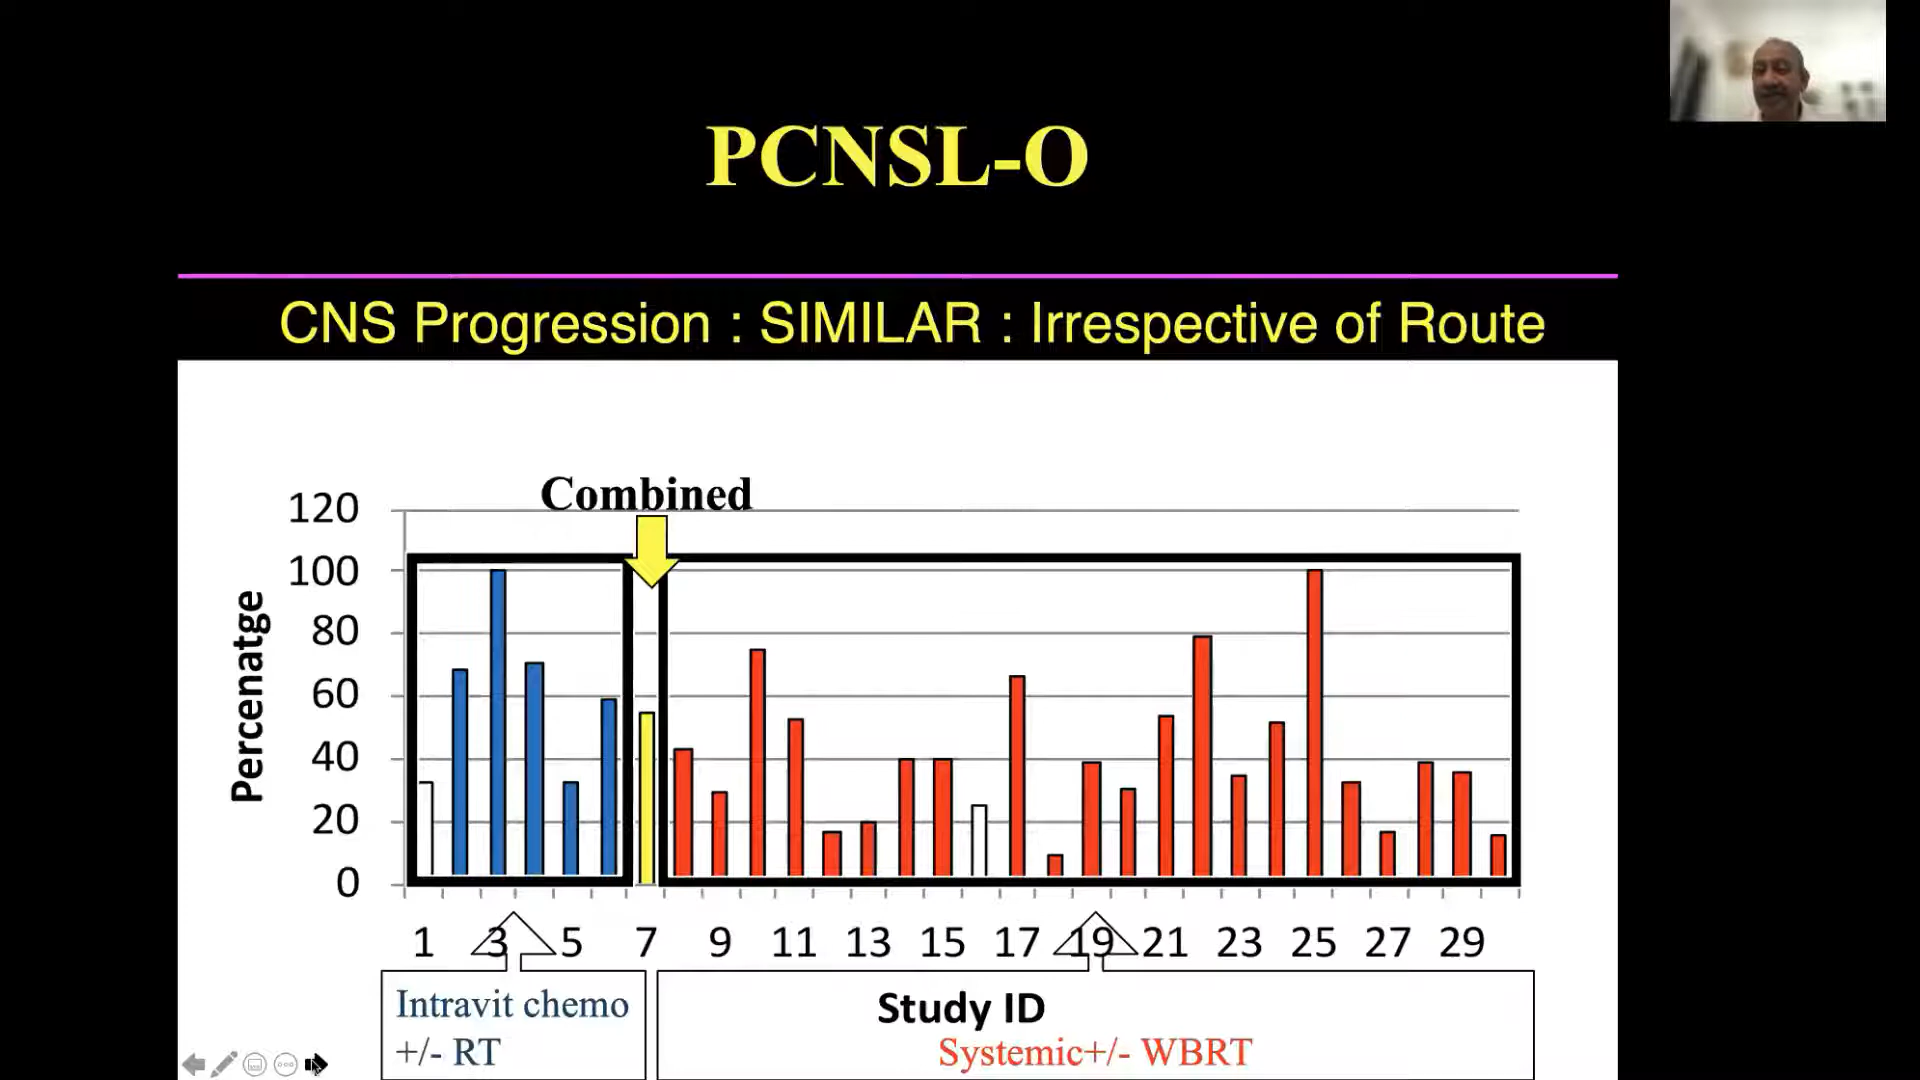 PCNSL-O
CNS Progression : SIMILAR : Irrespective of Route
Combined
120
100
80
60
40
20
0
Percenatge
1 3 5 7 9 11 13 15 17 19 21 23 25 27 29
Intravit chemo
+/- RT
Study ID
Systemic+/- WBRT